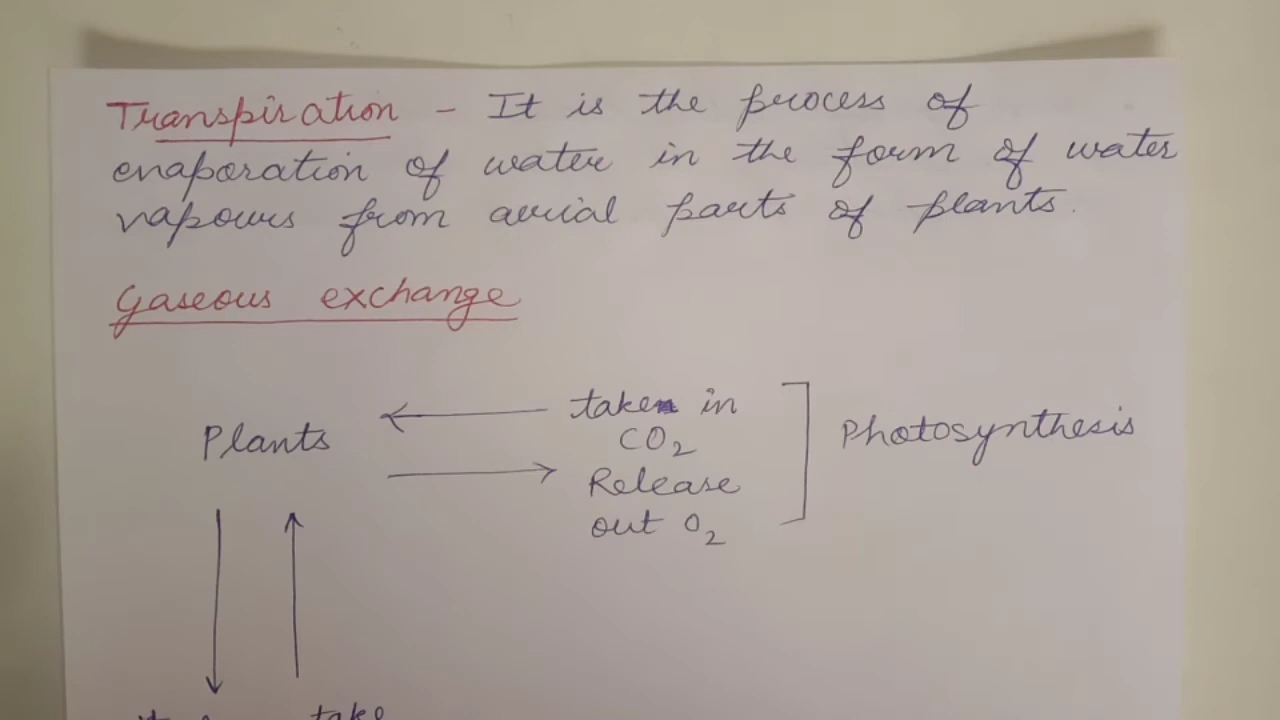 Transpiration - It is the process of
evaporation of water in the form of water
vapours from aerial parts of plants.
Gaseous exchange
Plants
taken in
CO2
Release
out O2
Photosynthesis
take